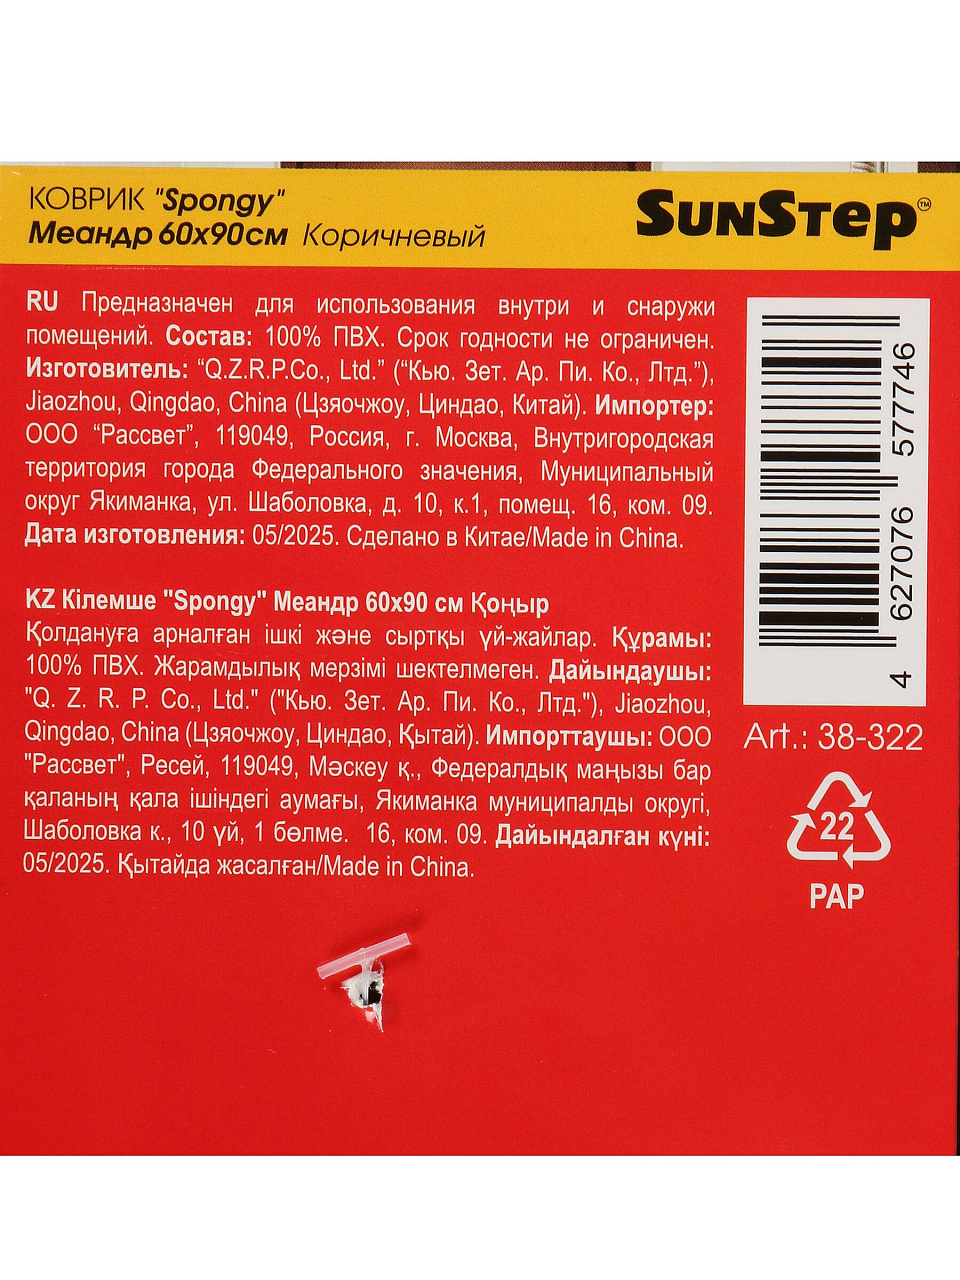 КОВРИК "Spongy"
Меандр 60х90см Коричневый
SUNSTEP™
RU Предназначен для использования внутри и снаружи
помещений. Состав: 100% ПВХ. Срок годности не ограничен.
Изготовитель: “Q.Z.R.P.Co., Ltd.” (“Кью. Зет. Ар. Пи. Ко., Лтд.”),
Jiaozhou, Qingdao, China (Цзяочжоу, Циндао, Китай). Импортер:
ООО “Рассвет”, 119049, Россия, г. Москва, Внутригородская
территория города Федерального значения, Муниципальный
округ Якиманка, ул. Шаболовка, д. 10, к.1, помещ. 16, ком. 09.
Дата изготовления: 05/2025. Сделано в Китае/Made in China.
KZ Кілемше "Spongy" Меандр 60х90 см Қоңыр
Қолдануға арналған ішкі және сыртқы үй-жайлар. Құрамы:
100% ПВХ. Жарамдылық мерзімі шектелмеген. Дайындаушы:
"Q. Z. R. P. Co., Ltd." ("Кью. Зет. Ар. Пи. Ко., Лтд."), Jiaozhou,
Qingdao, China (Цзяочжоу, Циндао, Қытай). Импорттаушы: ООО
"Рассвет", Ресей, 119049, Мәскеу қ., Федералдық маңызы бар
қаланың қала ішіндегі аумағы, Якиманка муниципалды округі,
Шаболовка к., 10 үй, 1 бөлме. 16, ком. 09. Дайындалған күні:
05/2025. Қытайда жасалған/Made in China.
4 627076 577746
Art.: 38-322
22
PAP